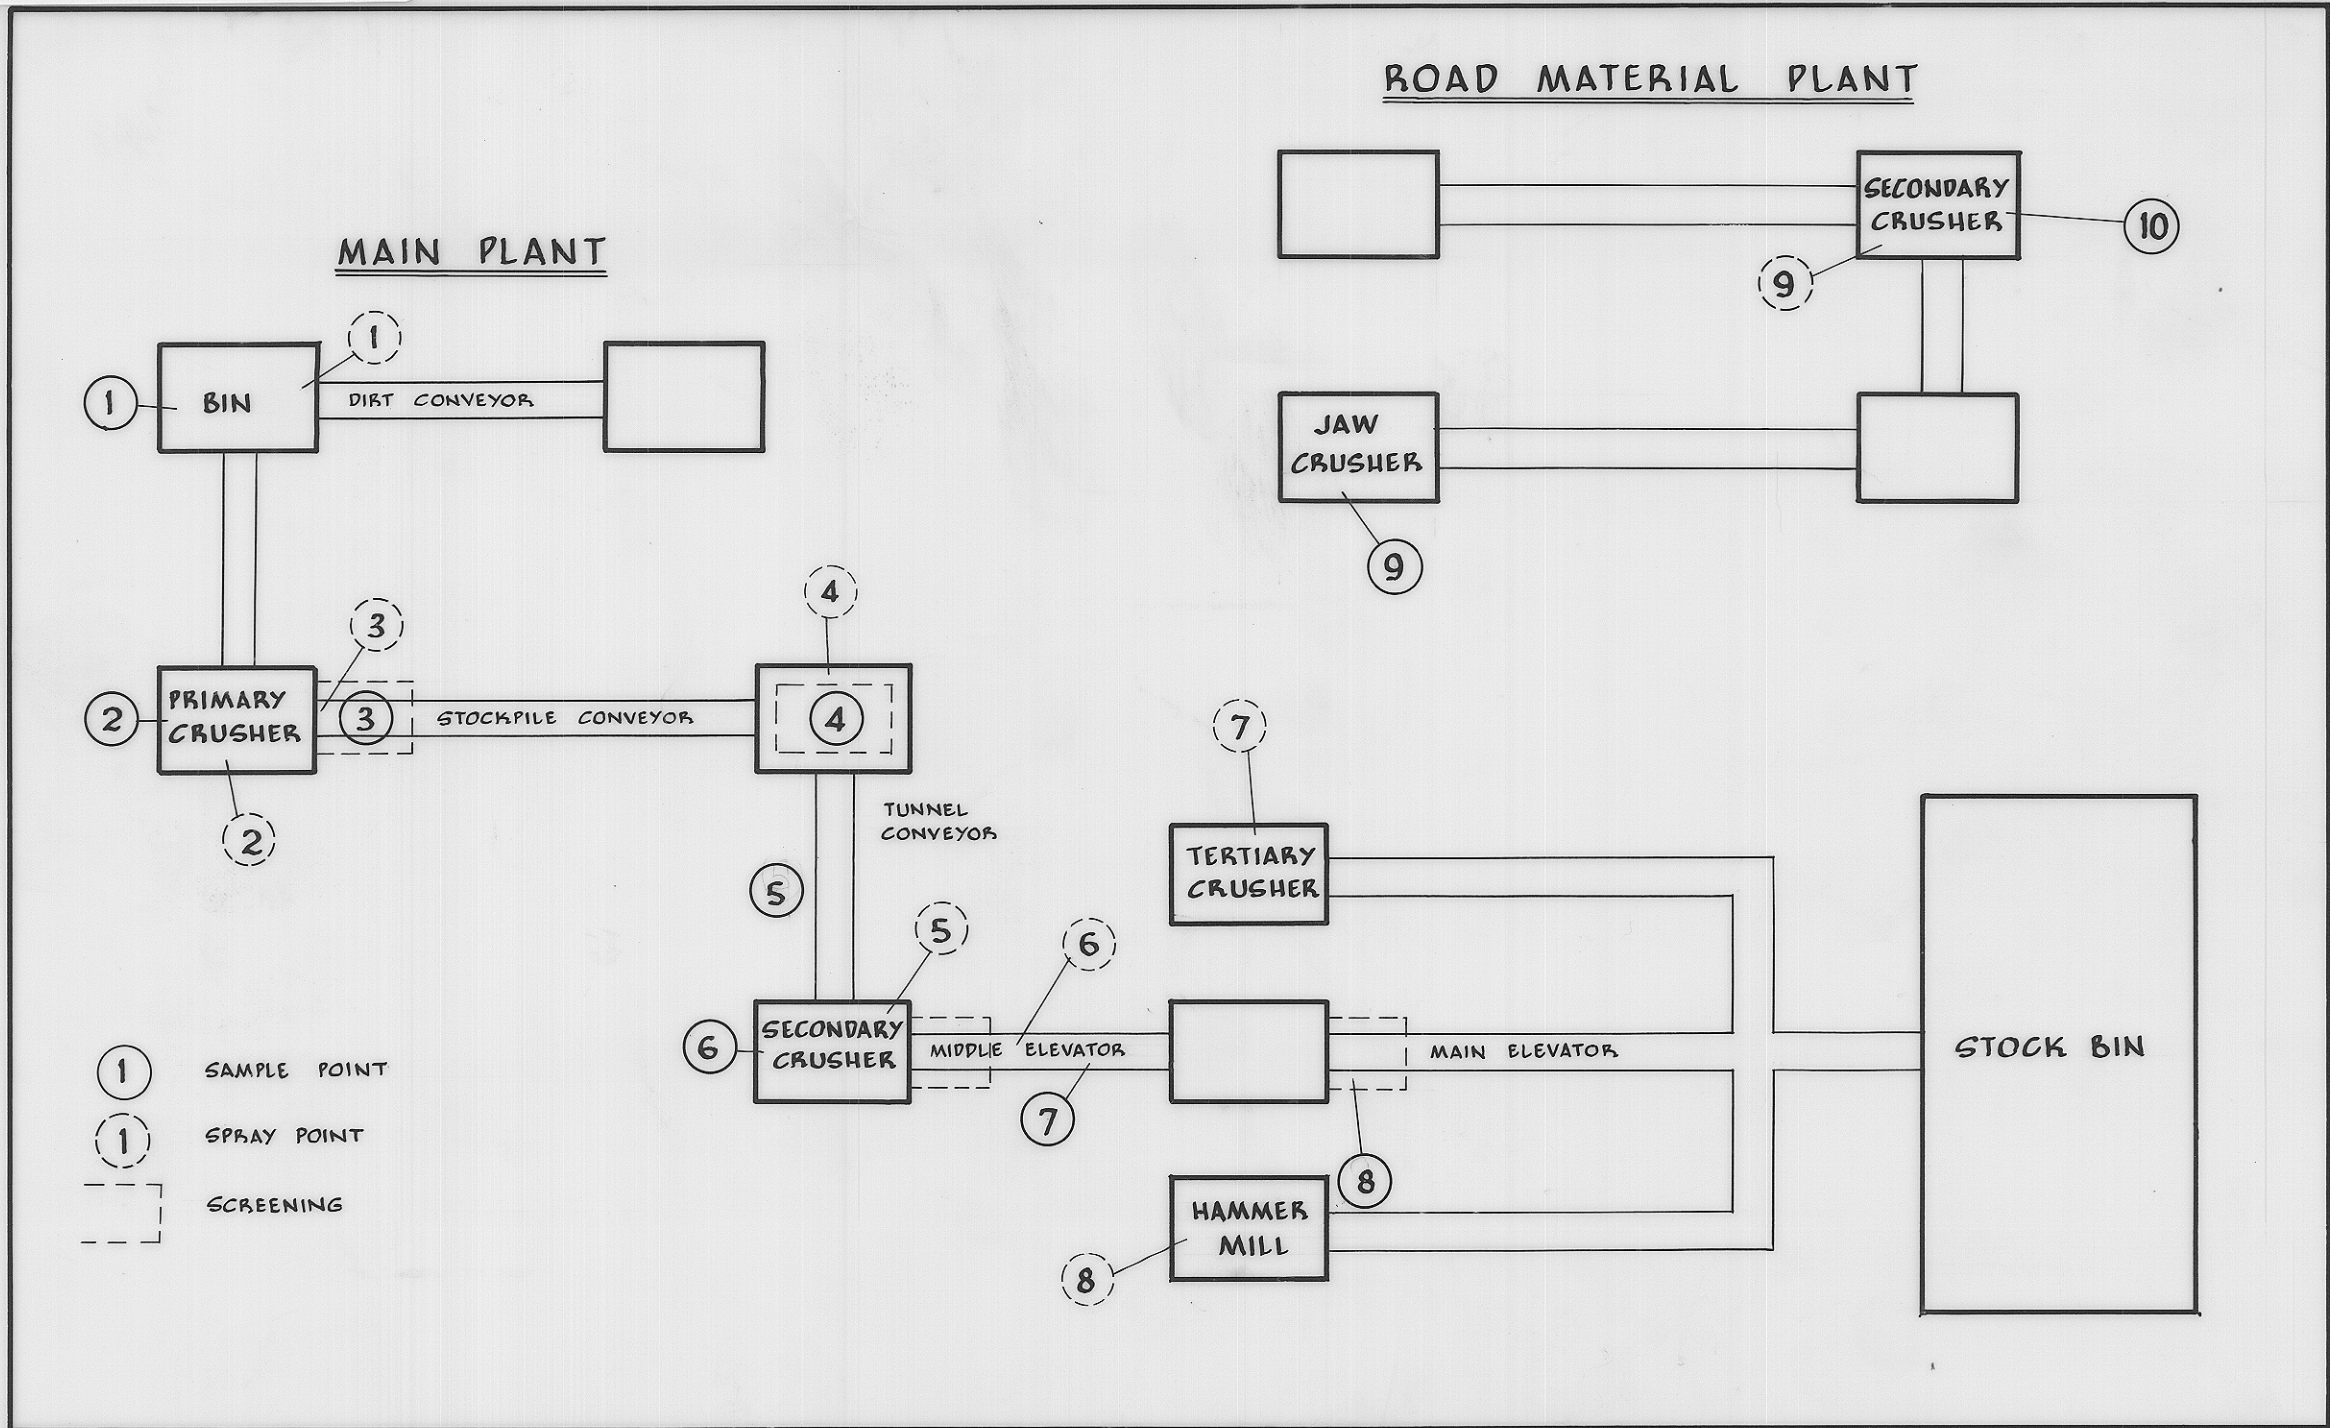 ROAD MATERIAL PLANT
SECONDARY
CRUSHER
10
9
JAW
CRUSHER
9
MAIN PLANT
1
1
BIN
DIRT CONVEYOR
3
4
2
PRIMARY
CRUSHER
3
STOCKPILE CONVEYOR
4
2
TUNNEL
CONVEYOR
5
5
6
7
TERTIARY
CRUSHER
6
SECONDARY
CRUSHER
MIDDLE ELEVATOR
7
MAIN ELEVATOR
8
HAMMER
MILL
8
STOCK BIN
1 SAMPLE POINT
1 SPRAY POINT
SCREENING